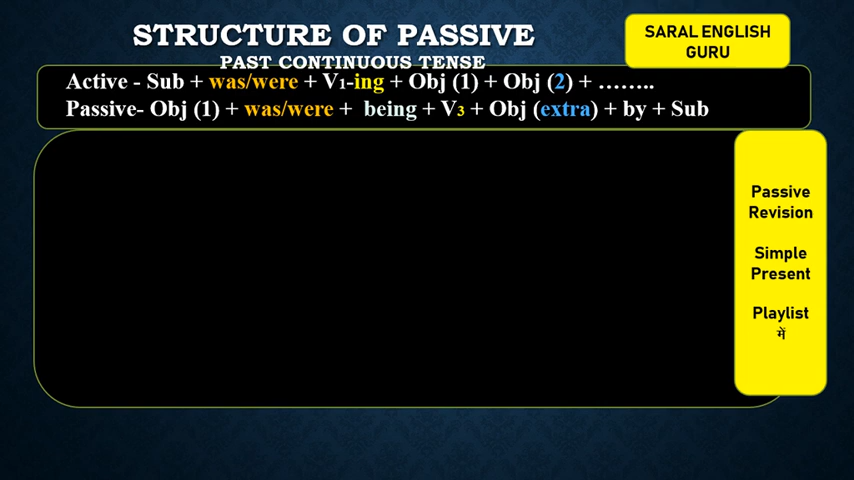 STRUCTURE OF PASSIVE
PAST CONTINUOUS TENSE
SARAL ENGLISH
GURU
Active - Sub + was/were + V1-ing + Obj (1) + Obj (2) + ........
Passive- Obj (1) + was/were + being + V3 + Obj (extra) + by + Sub
Passive
Revision
Simple
Present
Playlist
में